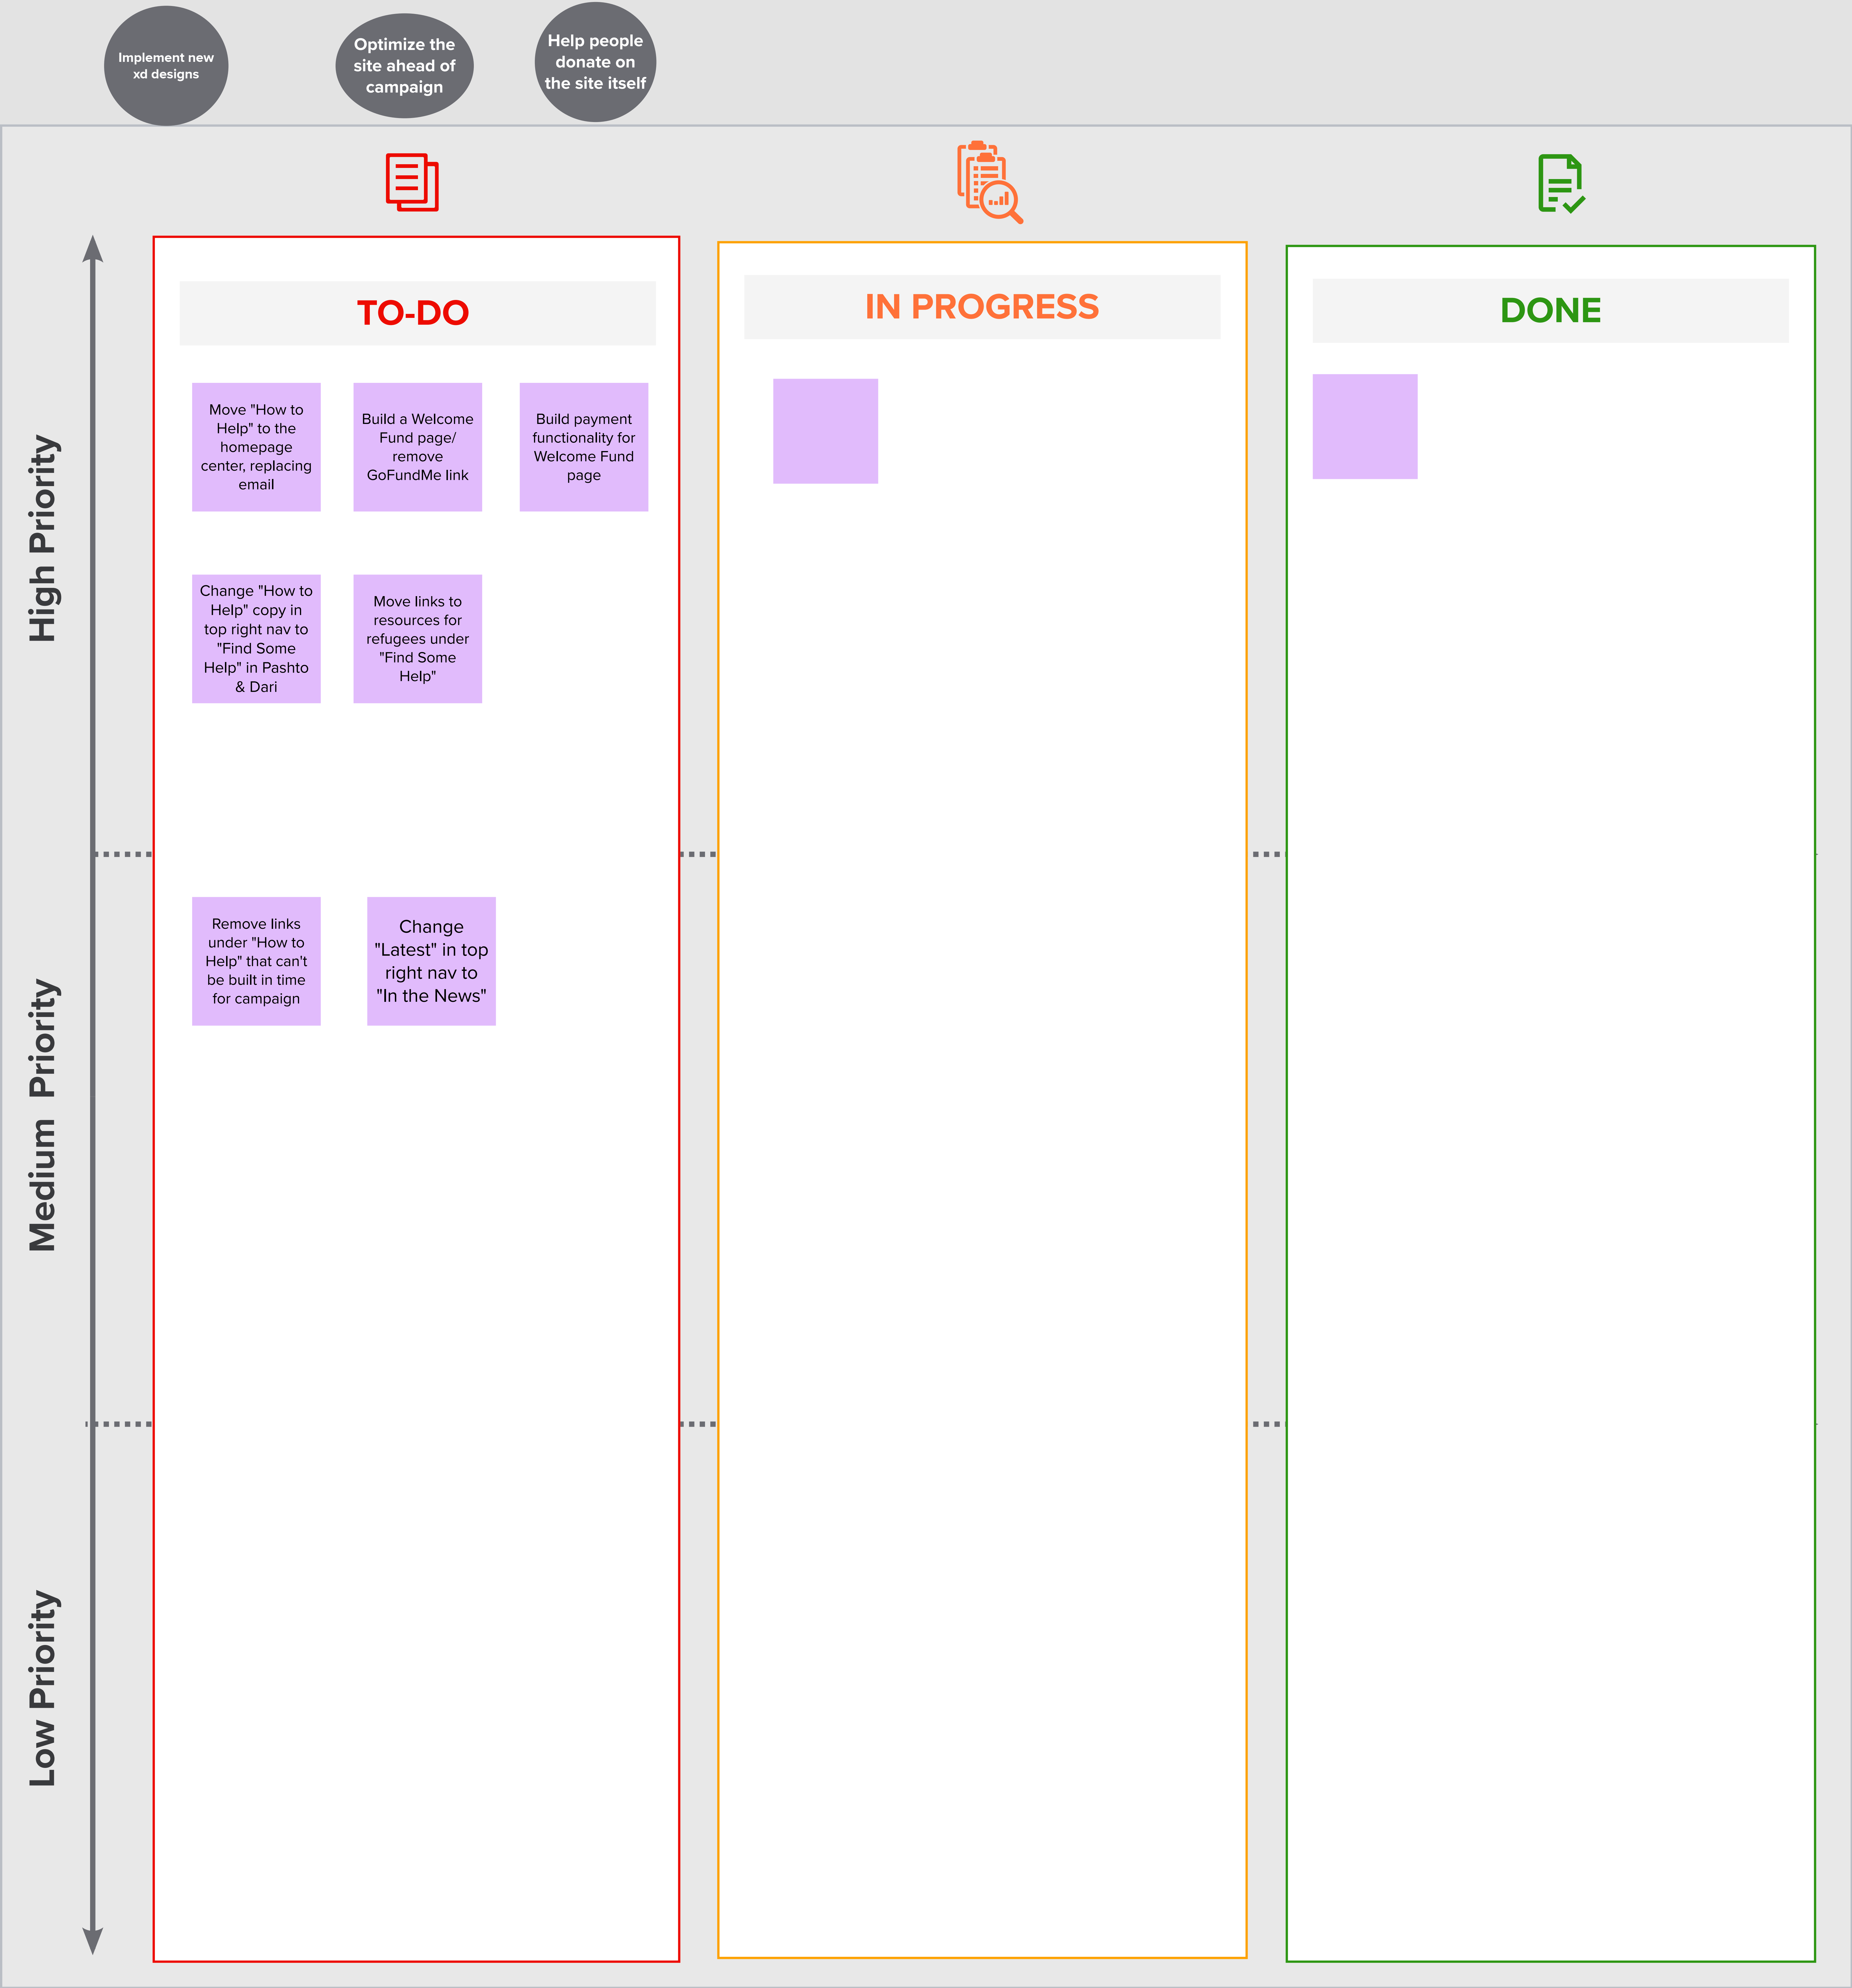 Implement new
xd designs
Optimize the
site ahead of
campaign
Help people
donate on
the site itself
High Priority
Medium Priority
Low Priority
TO-DO
Move "How to
Help" to the
homepage
center, replacing
email
Build a Welcome
Fund page/
remove
GoFundMe link
Build payment
functionality for
Welcome Fund
page
Change "How to
Help" copy in
top right nav to
"Find Some
Help" in Pashto
& Dari
Move links to
resources for
refugees under
"Find Some
Help"
Remove links
under "How to
Help" that can't
be built in time
for campaign
Change
"Latest" in top
right nav to
"In the News"
IN PROGRESS
DONE